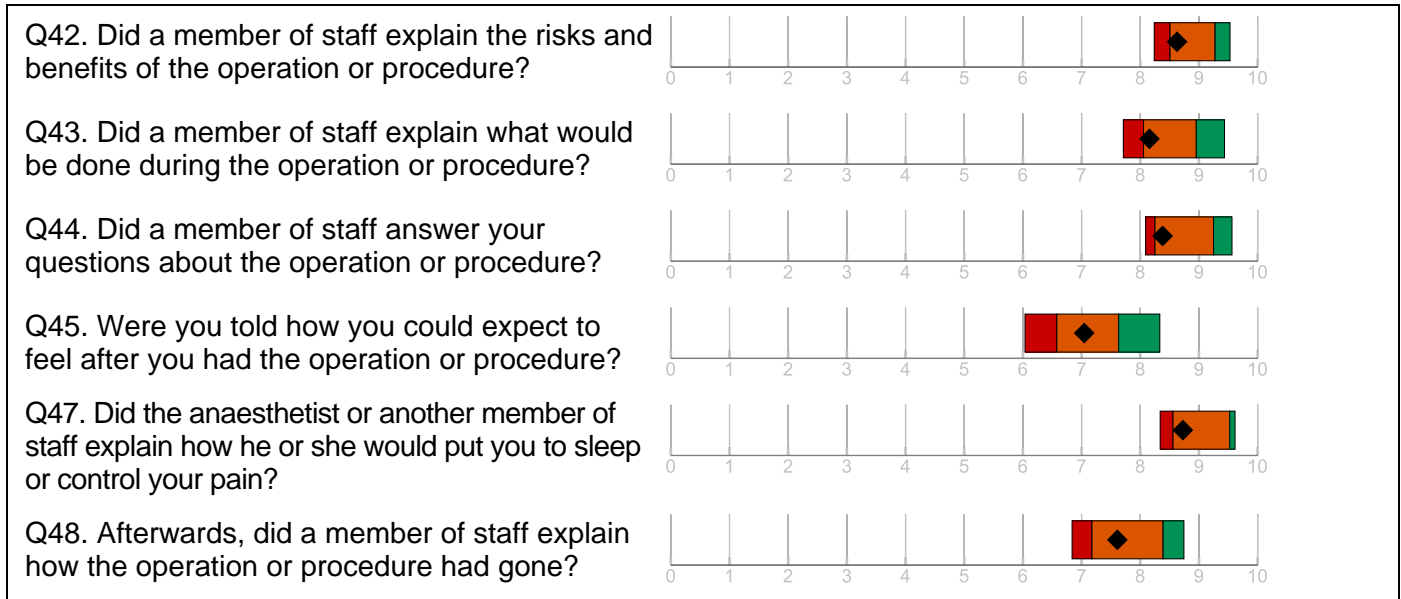 Q42. Did a member of staff explain the risks and
benefits of the operation or procedure?
0 1 2 3 4 5 6 7 8 9 10
Q43. Did a member of staff explain what would
be done during the operation or procedure?
0 1 2 3 4 5 6 7 8 9 10
Q44. Did a member of staff answer your
questions about the operation or procedure?
0 1 2 3 4 5 6 7 8 9 10
Q45. Were you told how you could expect to
feel after you had the operation or procedure?
0 1 2 3 4 5 6 7 8 9 10
Q47. Did the anaesthetist or another member of
staff explain how he or she would put you to sleep
or control your pain?
0 1 2 3 4 5 6 7 8 9 10
Q48. Afterwards, did a member of staff explain
how the operation or procedure had gone?
0 1 2 3 4 5 6 7 8 9 10